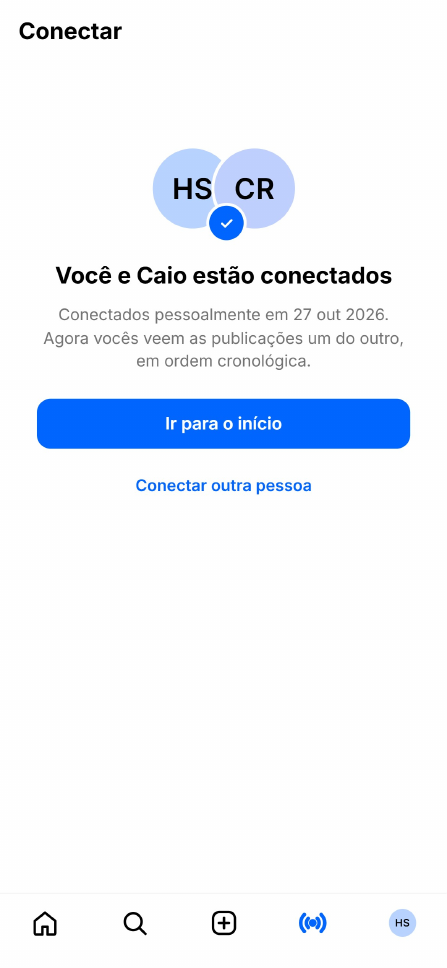 Conectar
HS
CR
Você e Caio estão conectados
Conectados pessoalmente em 27 out 2026.
Agora vocês veem as publicações um do outro,
em ordem cronológica.
Ir para o início
Conectar outra pessoa
HS